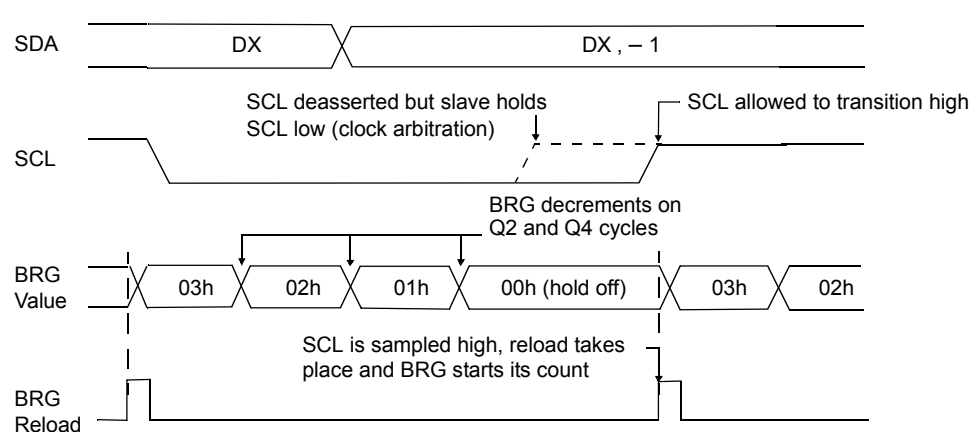 SDA
DX
DX , – 1
SCL deasserted but slave holds
SCL low (clock arbitration)
SCL allowed to transition high
SCL
BRG decrements on
Q2 and Q4 cycles
BRG
Value
03h
02h
01h
00h (hold off)
03h
02h
SCL is sampled high, reload takes
place and BRG starts its count
BRG
Reload